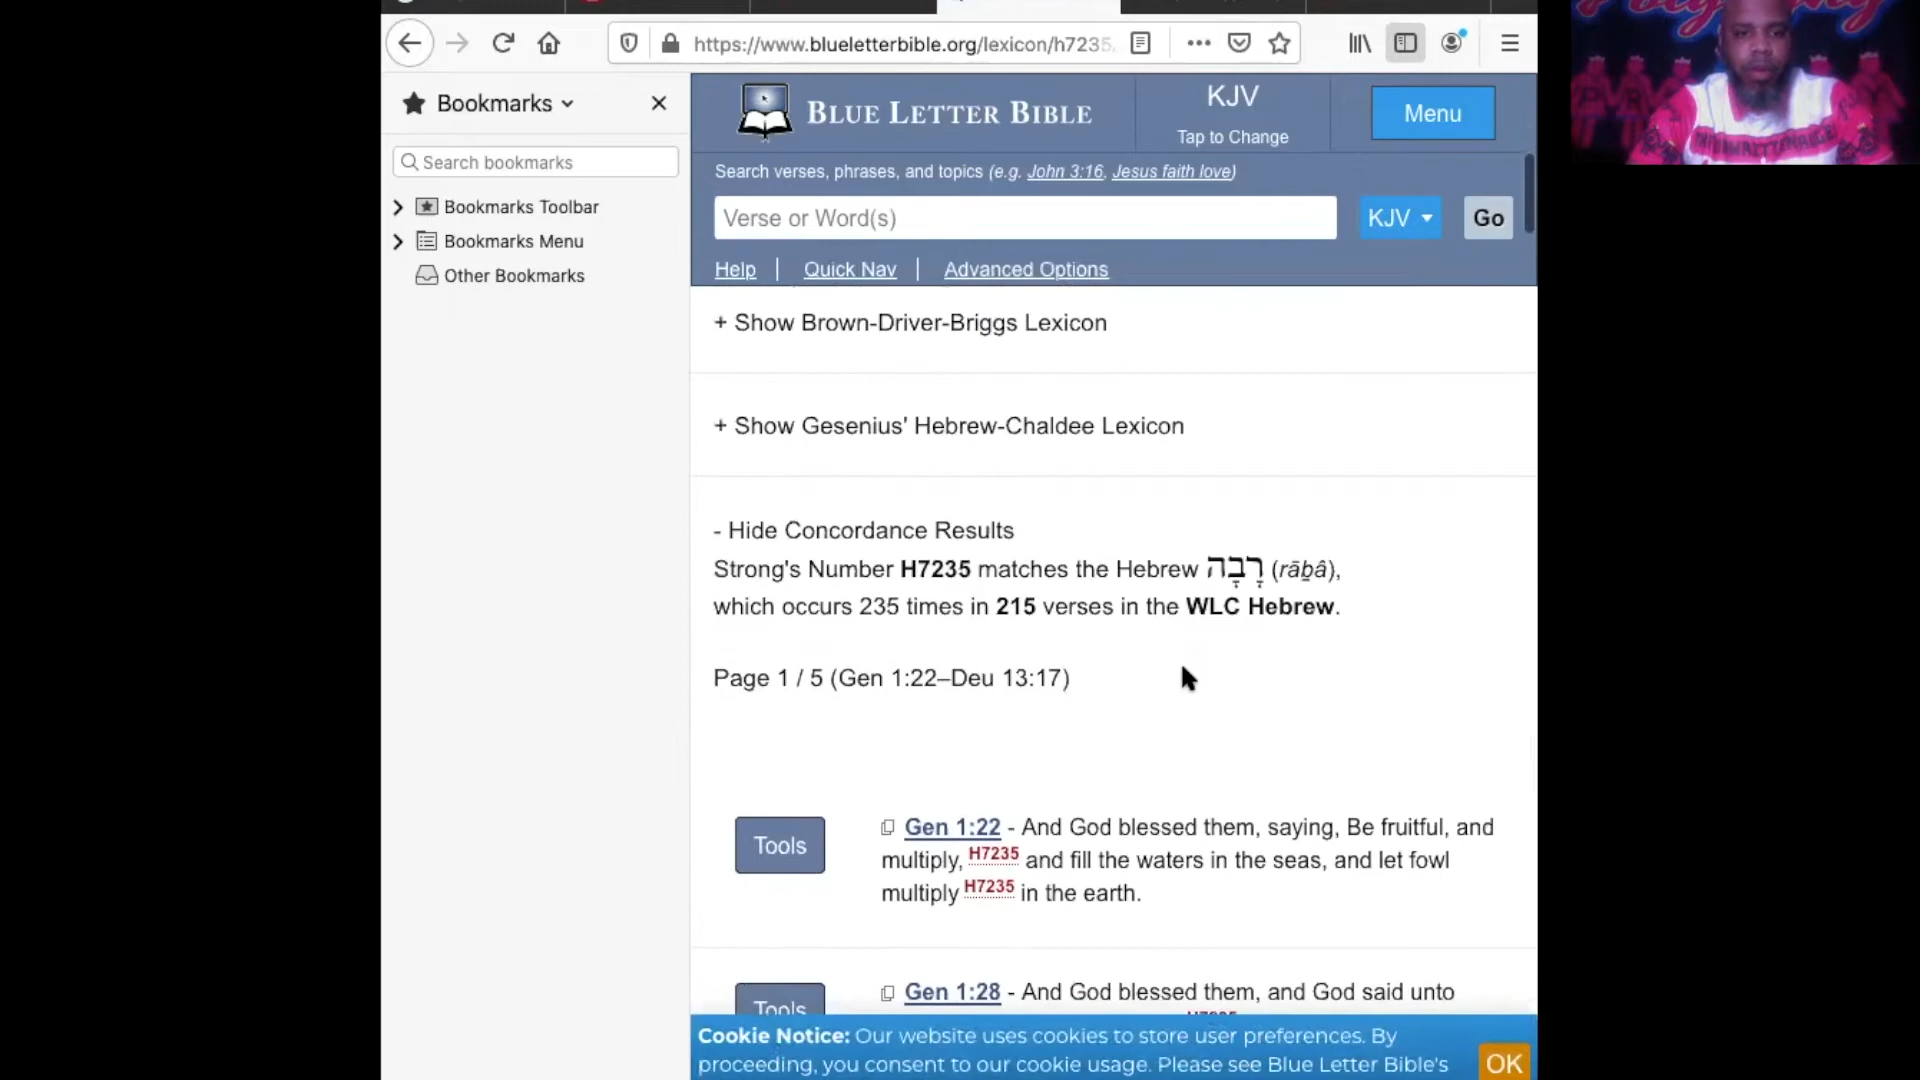 https://www.blueletterbible.org/lexicon/h7235,
Bookmarks
Search bookmarks
Bookmarks Toolbar
Bookmarks Menu
Other Bookmarks
BLUE LETTER BIBLE
KJV
Tap to Change
Menu
Search verses, phrases, and topics (e.g. John 3:16, Jesus faith love)
Verse or Word(s)
KJV
Go
Help | Quick Nav | Advanced Options
+ Show Brown-Driver-Briggs Lexicon
+ Show Gesenius' Hebrew-Chaldee Lexicon
- Hide Concordance Results
Strong's Number H7235 matches the Hebrew רָבָה (rāḇâ),
which occurs 235 times in 215 verses in the WLC Hebrew.
Page 1 / 5 (Gen 1:22–Deu 13:17)
Tools
Gen 1:22 - And God blessed them, saying, Be fruitful, and
multiply, H7235 and fill the waters in the seas, and let fowl
multiply H7235 in the earth.
Tools
Gen 1:28 - And God blessed them, and God said unto
Cookie Notice: Our website uses cookies to store user preferences. By
proceeding, you consent to our cookie usage. Please see Blue Letter Bible's
OK